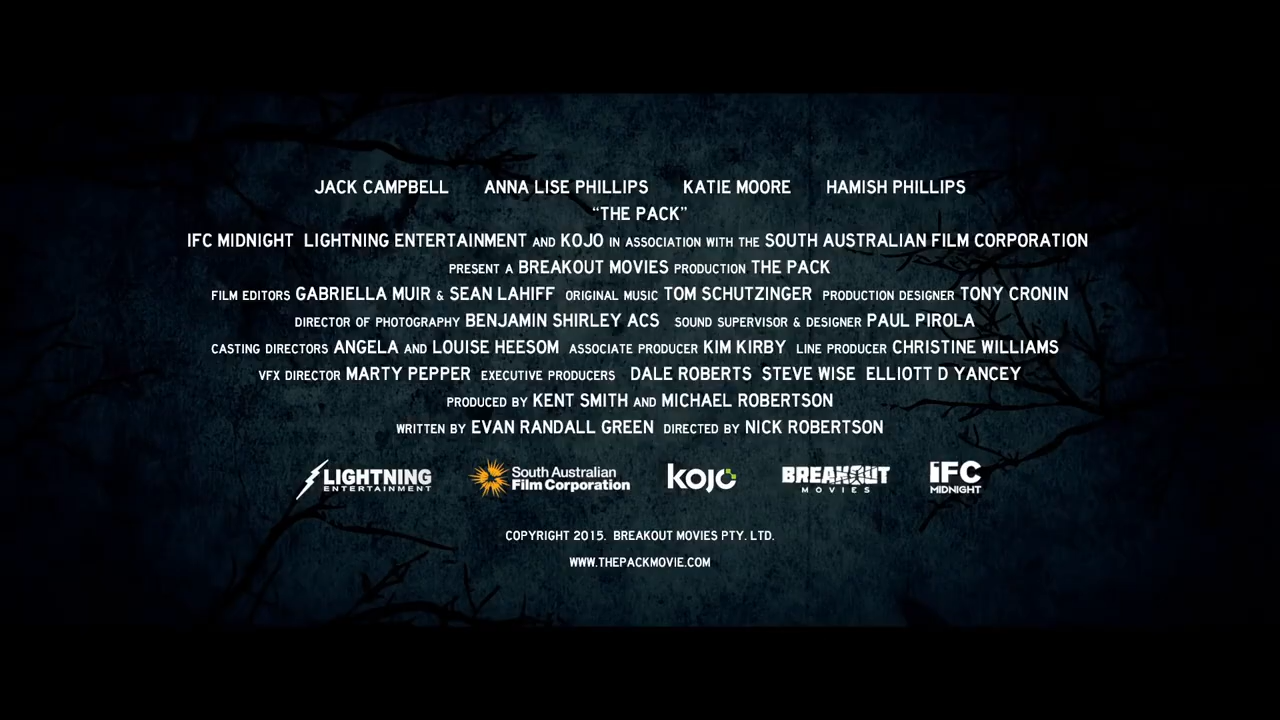 JACK CAMPBELL ANNA LISE PHILLIPS KATIE MOORE HAMISH PHILLIPS
“THE PACK”
IFC MIDNIGHT LIGHTNING ENTERTAINMENT AND KOJO IN ASSOCIATION WITH THE SOUTH AUSTRALIAN FILM CORPORATION
PRESENT A BREAKOUT MOVIES PRODUCTION THE PACK
FILM EDITORS GABRIELLA MUIR & SEAN LAHIFF ORIGINAL MUSIC TOM SCHUTZINGER PRODUCTION DESIGNER TONY CRONIN
DIRECTOR OF PHOTOGRAPHY BENJAMIN SHIRLEY ACS SOUND SUPERVISOR & DESIGNER PAUL PIROLA
CASTING DIRECTORS ANGELA AND LOUISE HEESOM ASSOCIATE PRODUCER KIM KIRBY LINE PRODUCER CHRISTINE WILLIAMS
VFX DIRECTOR MARTY PEPPER EXECUTIVE PRODUCERS DALE ROBERTS STEVE WISE ELLIOTT D YANCEY
PRODUCED BY KENT SMITH AND MICHAEL ROBERTSON
WRITTEN BY EVAN RANDALL GREEN DIRECTED BY NICK ROBERTSON
LIGHTNING
ENTERTAINMENT
South Australian
Film Corporation
kojo
BREAKOUT
MOVIES
IFC
MIDNIGHT
COPYRIGHT 2015. BREAKOUT MOVIES PTY. LTD.
WWW.THEPACKMOVIE.COM